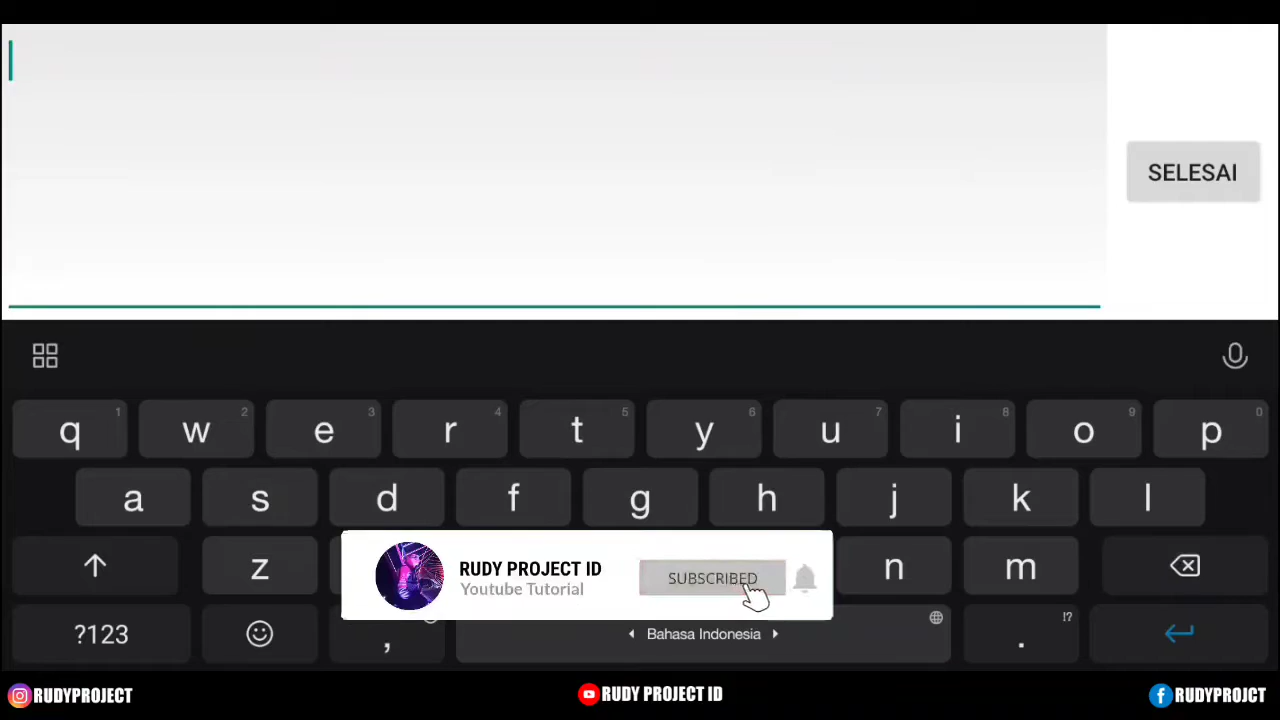 SELESAI
q 1 w 2 e 3 r 4 t 5 y 6 u 7 i 8 o 9 p 0
a s d f g h j k l
z n m
RUDY PROJECT ID
Youtube Tutorial
SUBSCRIBED
?123 , Bahasa Indonesia . !?
RUDYPROJECT
RUDY PROJECT ID
RUDYPROJCT